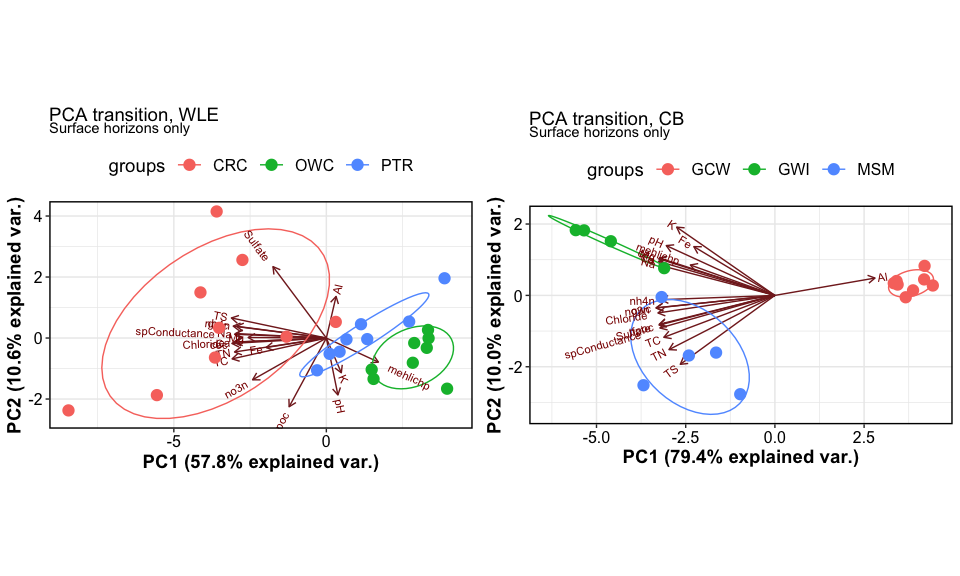 PCA transition, WLE
Surface horizons only
groups CRC OWC PTR
PC2 (10.6% explained var.)
4
2
0
-2
Sulfate
Al
TS
spConductance
Na
Chloride
Fe
TN
TC
no3n
K
mehlichp
pH
-5
0
PC1 (57.8% explained var.)
PCA transition, CB
Surface horizons only
groups GCW GWI MSM
PC2 (10.0% explained var.)
2
0
-2
K
Fe
pH
mehlichp
Na
Al
nh4n
Chloride
spConductance
TC
TN
TS
-5.0
-2.5
0.0
2.5
PC1 (79.4% explained var.)